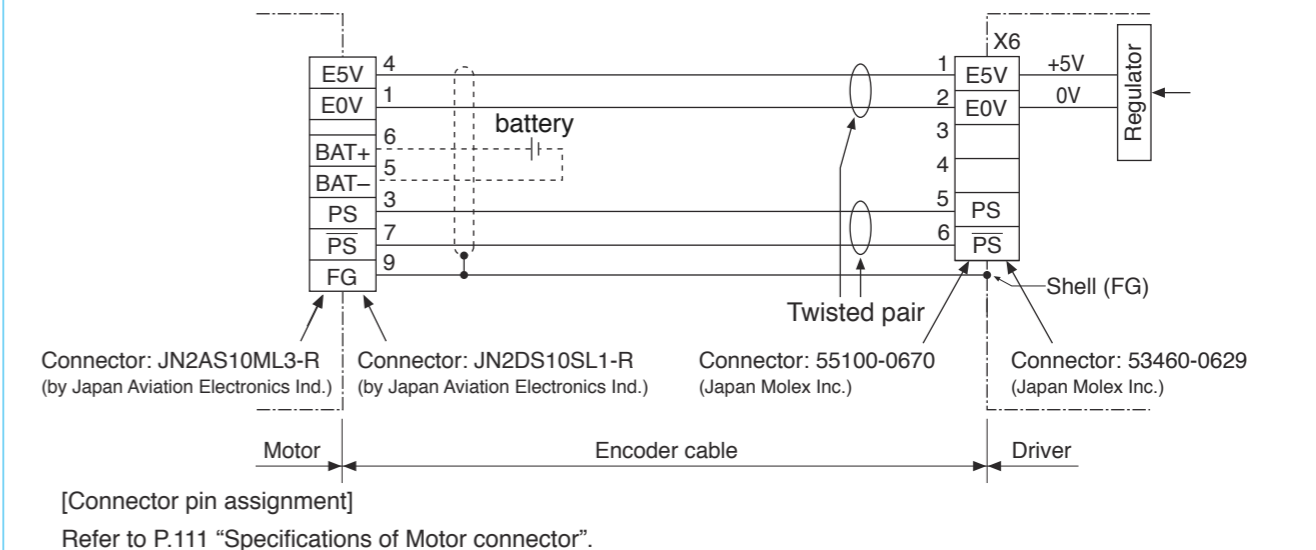 X6
E5V 4 1 E5V +5V
E0V 1 2 E0V 0V
Regulator
battery
3
BAT+ 6
4
BAT– 5
PS 3 5 PS
P̅S̅ 7 6 P̅S̅
FG 9
Shell (FG)
Twisted pair
Connector: JN2AS10ML3-R
(by Japan Aviation Electronics Ind.)
Connector: JN2DS10SL1-R
(by Japan Aviation Electronics Ind.)
Connector: 55100-0670
(Japan Molex Inc.)
Connector: 53460-0629
(Japan Molex Inc.)
Motor Encoder cable Driver
[Connector pin assignment]
Refer to P.111 “Specifications of Motor connector”.